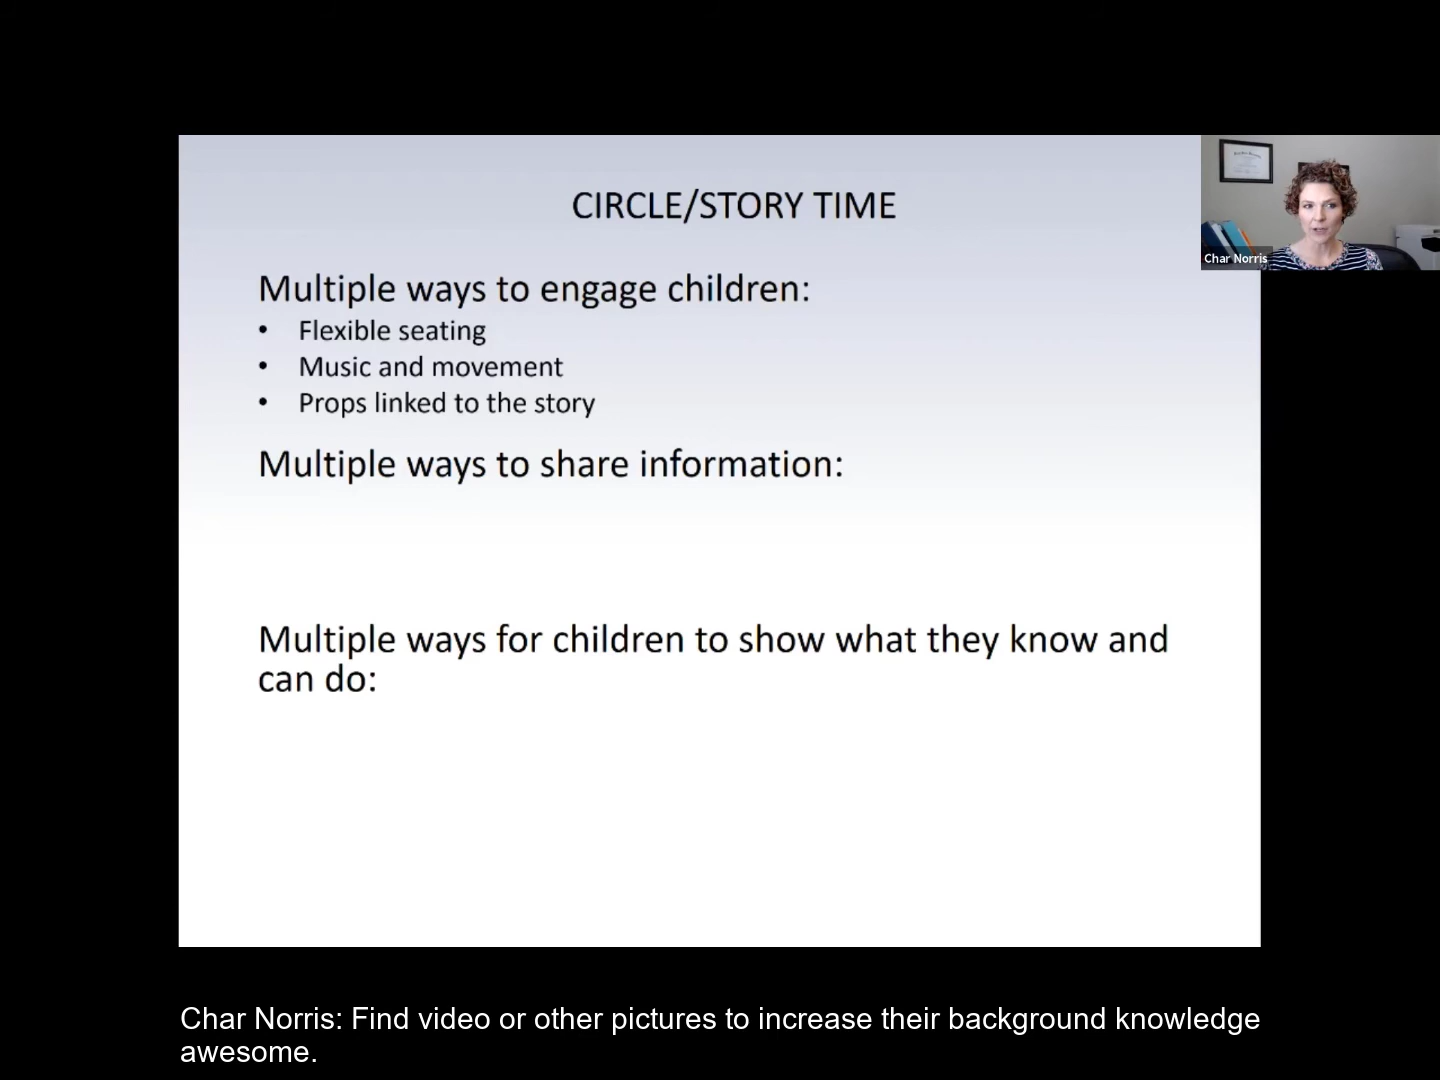 CIRCLE/STORY TIME
Char Norris
Multiple ways to engage children:
• Flexible seating
• Music and movement
• Props linked to the story
Multiple ways to share information:
Multiple ways for children to show what they know and
can do:
Char Norris: Find video or other pictures to increase their background knowledge
awesome.